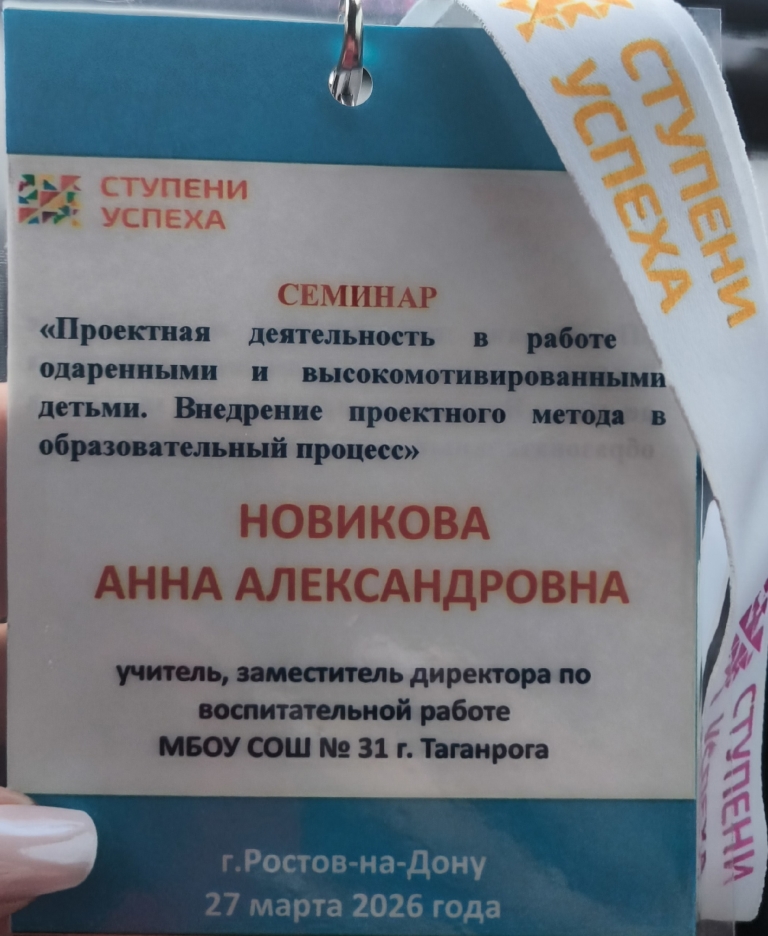 СТУПЕНИ
УСПЕХА
СЕМИНАР
«Проектная деятельность в работе
одаренными и высокомотивированными
детьми. Внедрение проектного метода в
образовательный процесс»
НОВИКОВА
АННА АЛЕКСАНДРОВНА
учитель, заместитель директора по
воспитательной работе
МБОУ СОШ № 31 г. Таганрога
г.Ростов-на-Дону
27 марта 2026 года
СТУПЕНИ
УСПЕХА
СТУПЕНИ